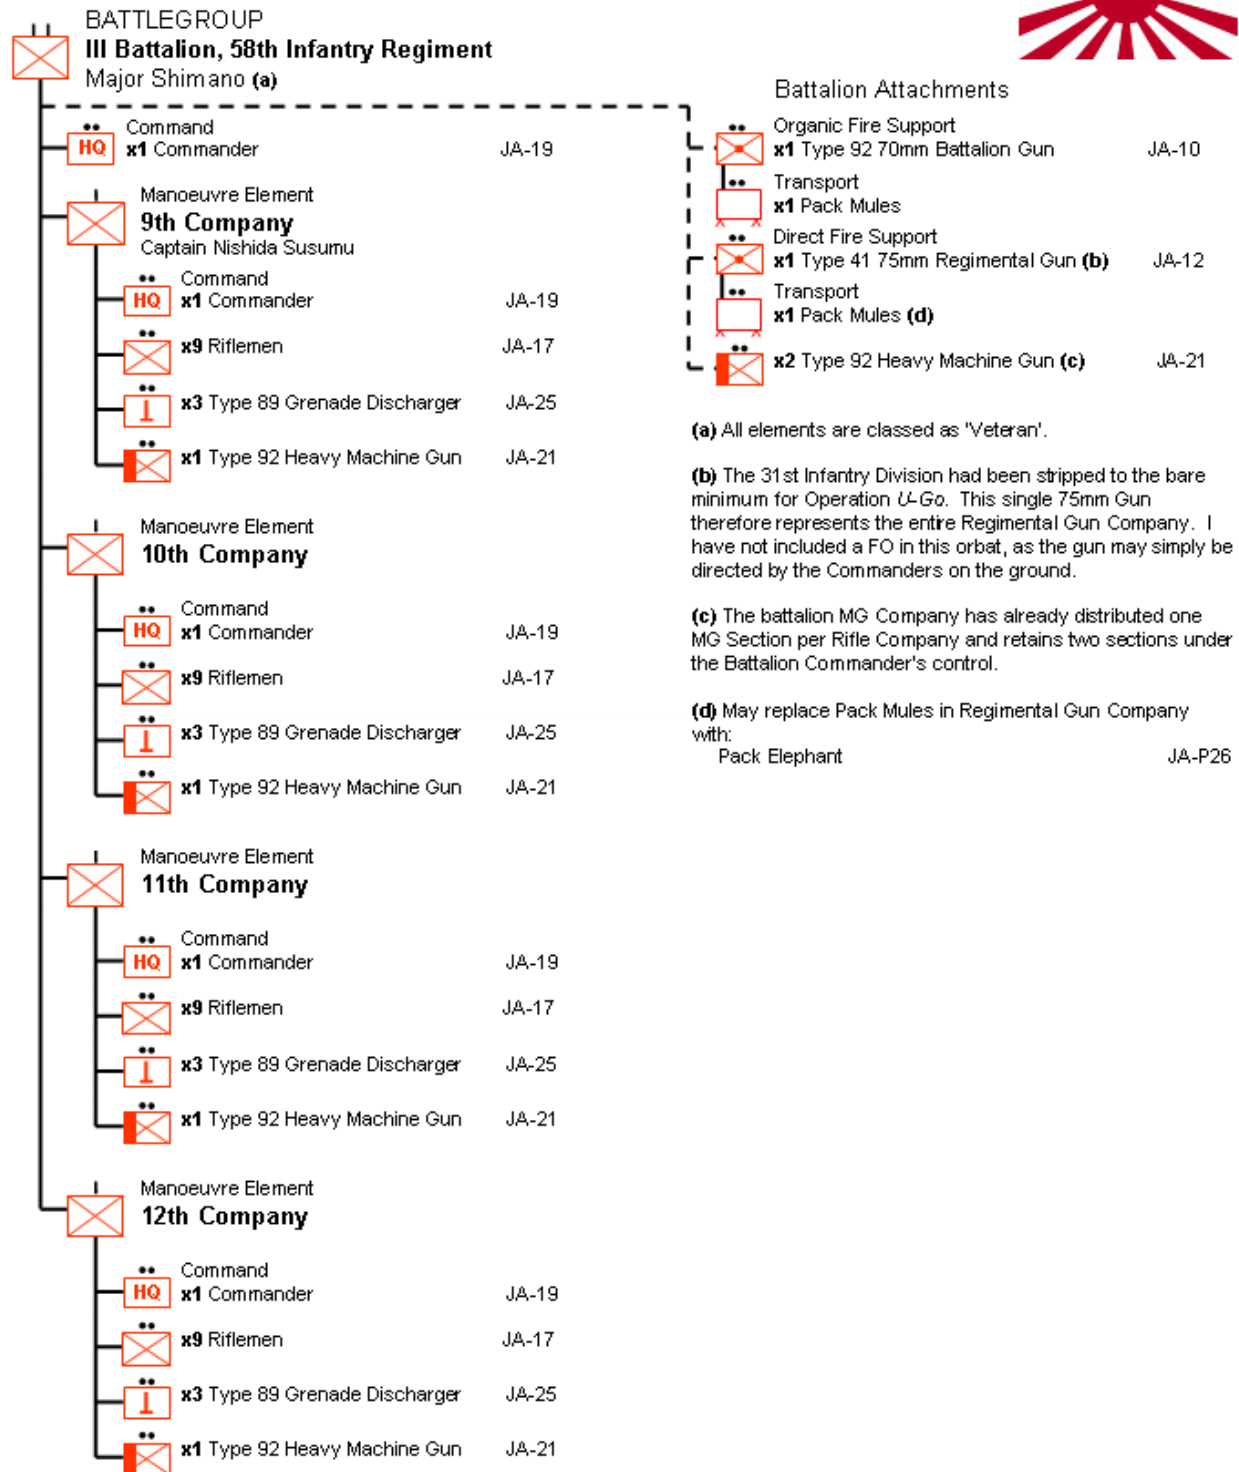 BATTLEGROUP
III Battalion, 58th Infantry Regiment
Major Shimano (a)
Command
HQ x1 Commander JA-19
Manoeuvre Element
9th Company
Captain Nishida Susumu
Command
HQ x1 Commander JA-19
x9 Riflemen JA-17
x3 Type 89 Grenade Discharger JA-25
x1 Type 92 Heavy Machine Gun JA-21
Manoeuvre Element
10th Company
Command
HQ x1 Commander JA-19
x9 Riflemen JA-17
x3 Type 89 Grenade Discharger JA-25
x1 Type 92 Heavy Machine Gun JA-21
Manoeuvre Element
11th Company
Command
HQ x1 Commander JA-19
x9 Riflemen JA-17
x3 Type 89 Grenade Discharger JA-25
x1 Type 92 Heavy Machine Gun JA-21
Manoeuvre Element
12th Company
Command
HQ x1 Commander JA-19
x9 Riflemen JA-17
x3 Type 89 Grenade Discharger JA-25
x1 Type 92 Heavy Machine Gun JA-21
Battalion Attachments
Organic Fire Support
x1 Type 92 70mm Battalion Gun JA-10
Transport
x1 Pack Mules
Direct Fire Support
x1 Type 41 75mm Regimental Gun (b) JA-12
Transport
x1 Pack Mules (d)
x2 Type 92 Heavy Machine Gun (c) JA-21
(a) All elements are classed as 'Veteran'.
(b) The 31st Infantry Division had been stripped to the bare
minimum for Operation U-Go. This single 75mm Gun
therefore represents the entire Regimental Gun Company. I
have not included a FO in this orbat, as the gun may simply be
directed by the Commanders on the ground.
(c) The battalion MG Company has already distributed one
MG Section per Rifle Company and retains two sections under
the Battalion Commander's control.
(d) May replace Pack Mules in Regimental Gun Company
with:
Pack Elephant JA-P26